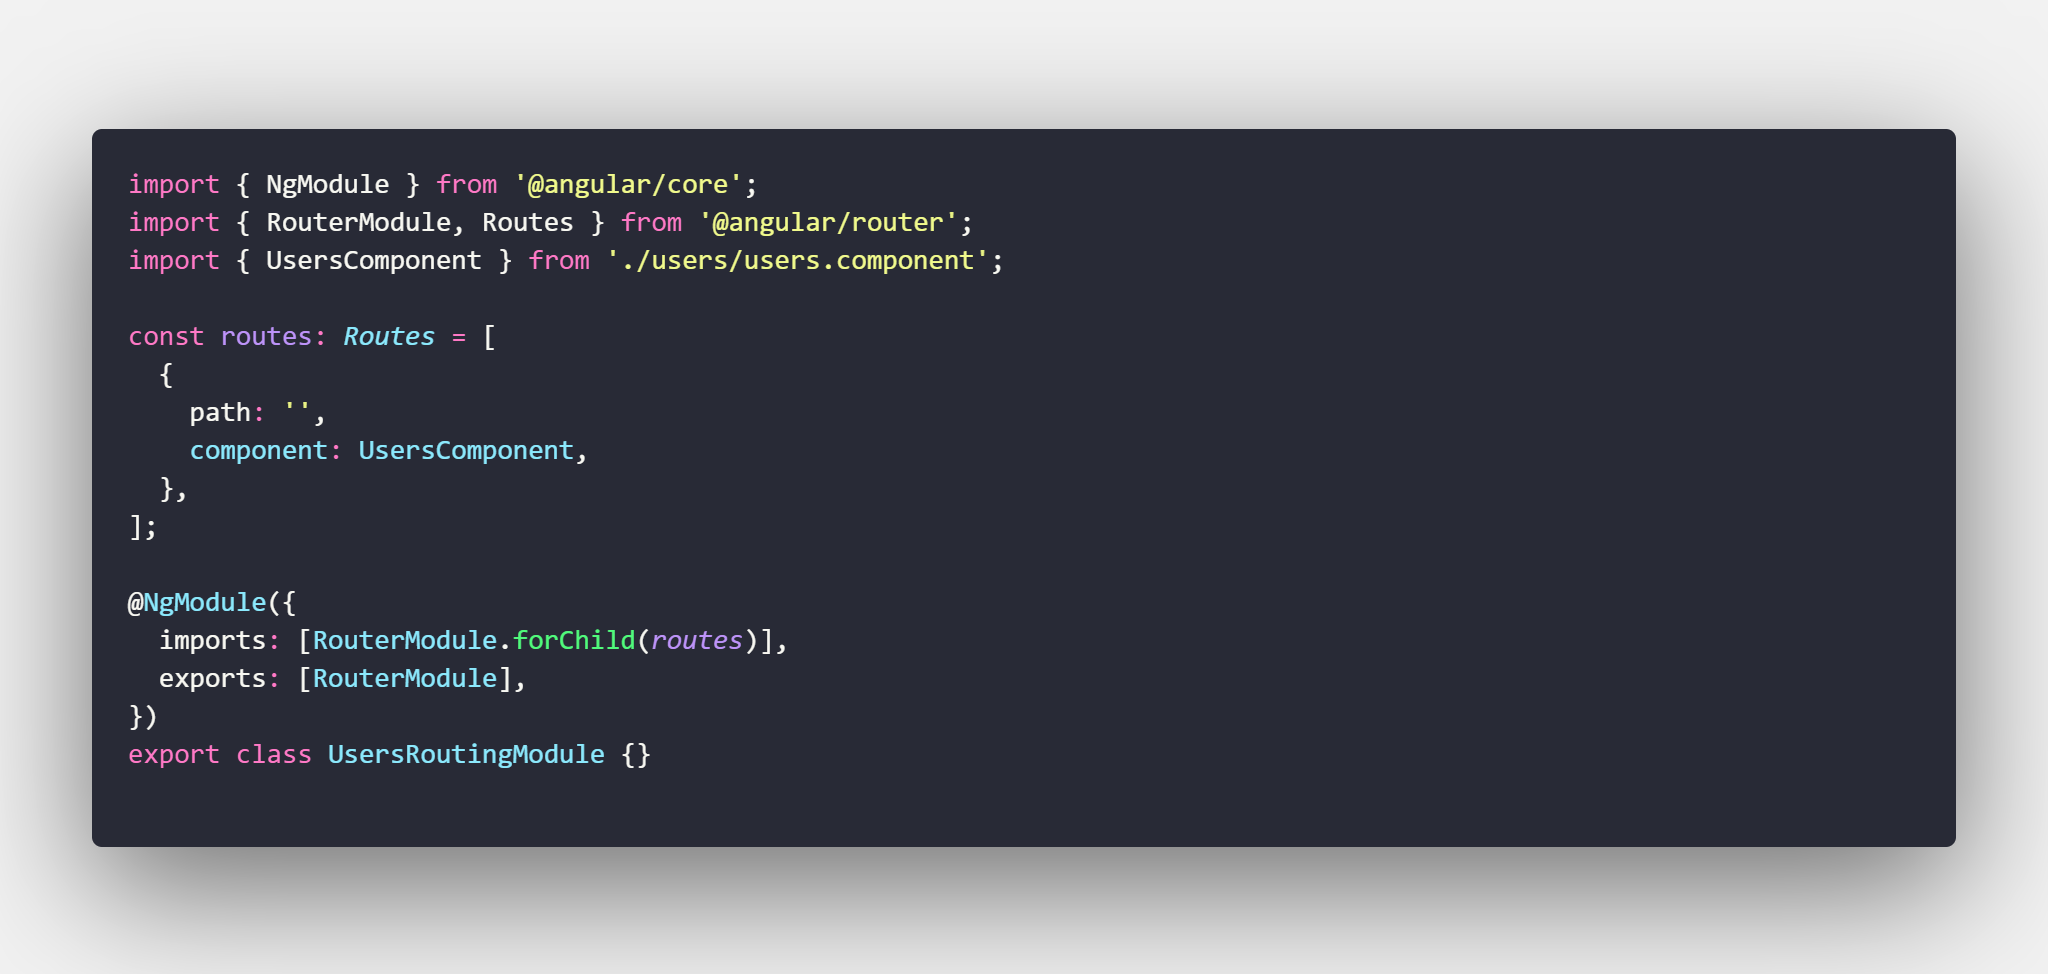 import { NgModule } from '@angular/core';
import { RouterModule, Routes } from '@angular/router';
import { UsersComponent } from './users/users.component';

const routes: Routes = [
  {
    path: '',
    component: UsersComponent,
  },
];

@NgModule({
  imports: [RouterModule.forChild(routes)],
  exports: [RouterModule],
})
export class UsersRoutingModule {}